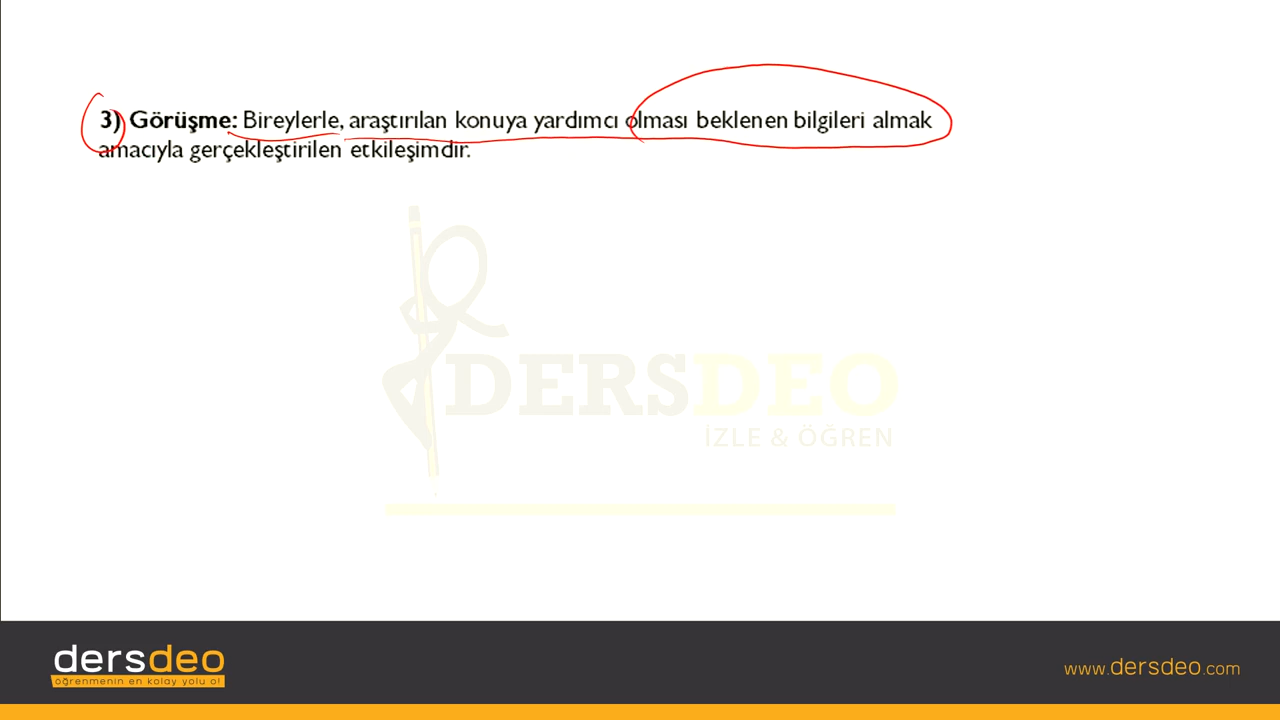 3) Görüşme: Bireylerle, araştırılan konuya yardımcı olması beklenen bilgileri almak
amacıyla gerçekleştirilen etkileşimdir.
DERSDEO
İZLE & ÖĞREN
dersdeo
öğrenmenin en kolay yolu o!
www.dersdeo.com